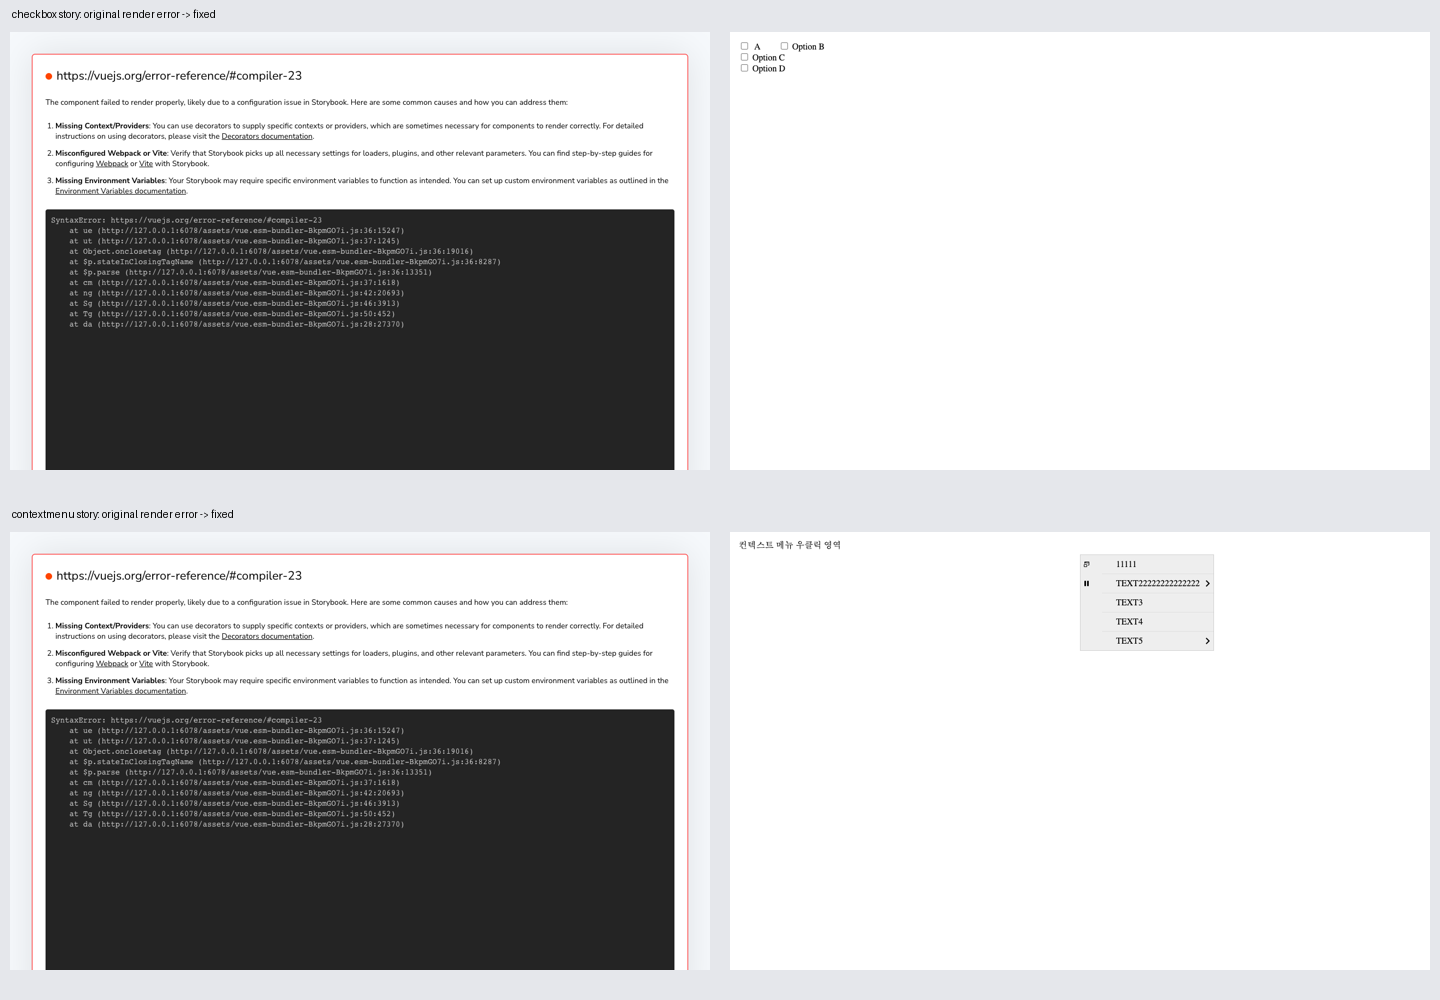 checkbox story: original render error -> fixed
https://vuejs.org/error-reference/#compiler-23
The component failed to render properly, likely due to a configuration issue in Storybook. Here are some common causes and how you can address them:
1. Missing Context/Providers: You can use decorators to supply specific contexts or providers, which are sometimes necessary for components to render correctly. For detailed
instructions on using decorators, please visit the Decorators documentation.
2. Misconfigured Webpack or Vite: Verify that Storybook picks up all necessary settings for loaders, plugins, and other relevant parameters. You can find step-by-step guides for
configuring Webpack or Vite with Storybook.
3. Missing Environment Variables: Your Storybook may require specific environment variables to function as intended. You can set up custom environment variables as outlined in the
Environment Variables documentation.
SyntaxError: https://vuejs.org/error-reference/#compiler-23
at ue (http://127.0.0.1:6078/assets/vue.esm-bundler-BkpmGO7i.js:36:15247)
at ut (http://127.0.0.1:6078/assets/vue.esm-bundler-BkpmGO7i.js:37:1245)
at Object.onclosetag (http://127.0.0.1:6078/assets/vue.esm-bundler-BkpmGO7i.js:36:19016)
at $p.stateInClosingTagName (http://127.0.0.1:6078/assets/vue.esm-bundler-BkpmGO7i.js:36:8287)
at $p.parse (http://127.0.0.1:6078/assets/vue.esm-bundler-BkpmGO7i.js:36:13351)
at cm (http://127.0.0.1:6078/assets/vue.esm-bundler-BkpmGO7i.js:37:1618)
at ng (http://127.0.0.1:6078/assets/vue.esm-bundler-BkpmGO7i.js:42:20693)
at Sg (http://127.0.0.1:6078/assets/vue.esm-bundler-BkpmGO7i.js:46:3913)
at Tg (http://127.0.0.1:6078/assets/vue.esm-bundler-BkpmGO7i.js:50:452)
at da (http://127.0.0.1:6078/assets/vue.esm-bundler-BkpmGO7i.js:28:27370)
A Option B
Option C
Option D
contextmenu story: original render error -> fixed
https://vuejs.org/error-reference/#compiler-23
The component failed to render properly, likely due to a configuration issue in Storybook. Here are some common causes and how you can address them:
1. Missing Context/Providers: You can use decorators to supply specific contexts or providers, which are sometimes necessary for components to render correctly. For detailed
instructions on using decorators, please visit the Decorators documentation.
2. Misconfigured Webpack or Vite: Verify that Storybook picks up all necessary settings for loaders, plugins, and other relevant parameters. You can find step-by-step guides for
configuring Webpack or Vite with Storybook.
3. Missing Environment Variables: Your Storybook may require specific environment variables to function as intended. You can set up custom environment variables as outlined in the
Environment Variables documentation.
SyntaxError: https://vuejs.org/error-reference/#compiler-23
at ue (http://127.0.0.1:6078/assets/vue.esm-bundler-BkpmGO7i.js:36:15247)
at ut (http://127.0.0.1:6078/assets/vue.esm-bundler-BkpmGO7i.js:37:1245)
at Object.onclosetag (http://127.0.0.1:6078/assets/vue.esm-bundler-BkpmGO7i.js:36:19016)
at $p.stateInClosingTagName (http://127.0.0.1:6078/assets/vue.esm-bundler-BkpmGO7i.js:36:8287)
at $p.parse (http://127.0.0.1:6078/assets/vue.esm-bundler-BkpmGO7i.js:36:13351)
at cm (http://127.0.0.1:6078/assets/vue.esm-bundler-BkpmGO7i.js:37:1618)
at ng (http://127.0.0.1:6078/assets/vue.esm-bundler-BkpmGO7i.js:42:20693)
at Sg (http://127.0.0.1:6078/assets/vue.esm-bundler-BkpmGO7i.js:46:3913)
at Tg (http://127.0.0.1:6078/assets/vue.esm-bundler-BkpmGO7i.js:50:452)
at da (http://127.0.0.1:6078/assets/vue.esm-bundler-BkpmGO7i.js:28:27370)
컨텍스트 메뉴 우클릭 영역
11111
TEXT22222222222222
TEXT3
TEXT4
TEXT5